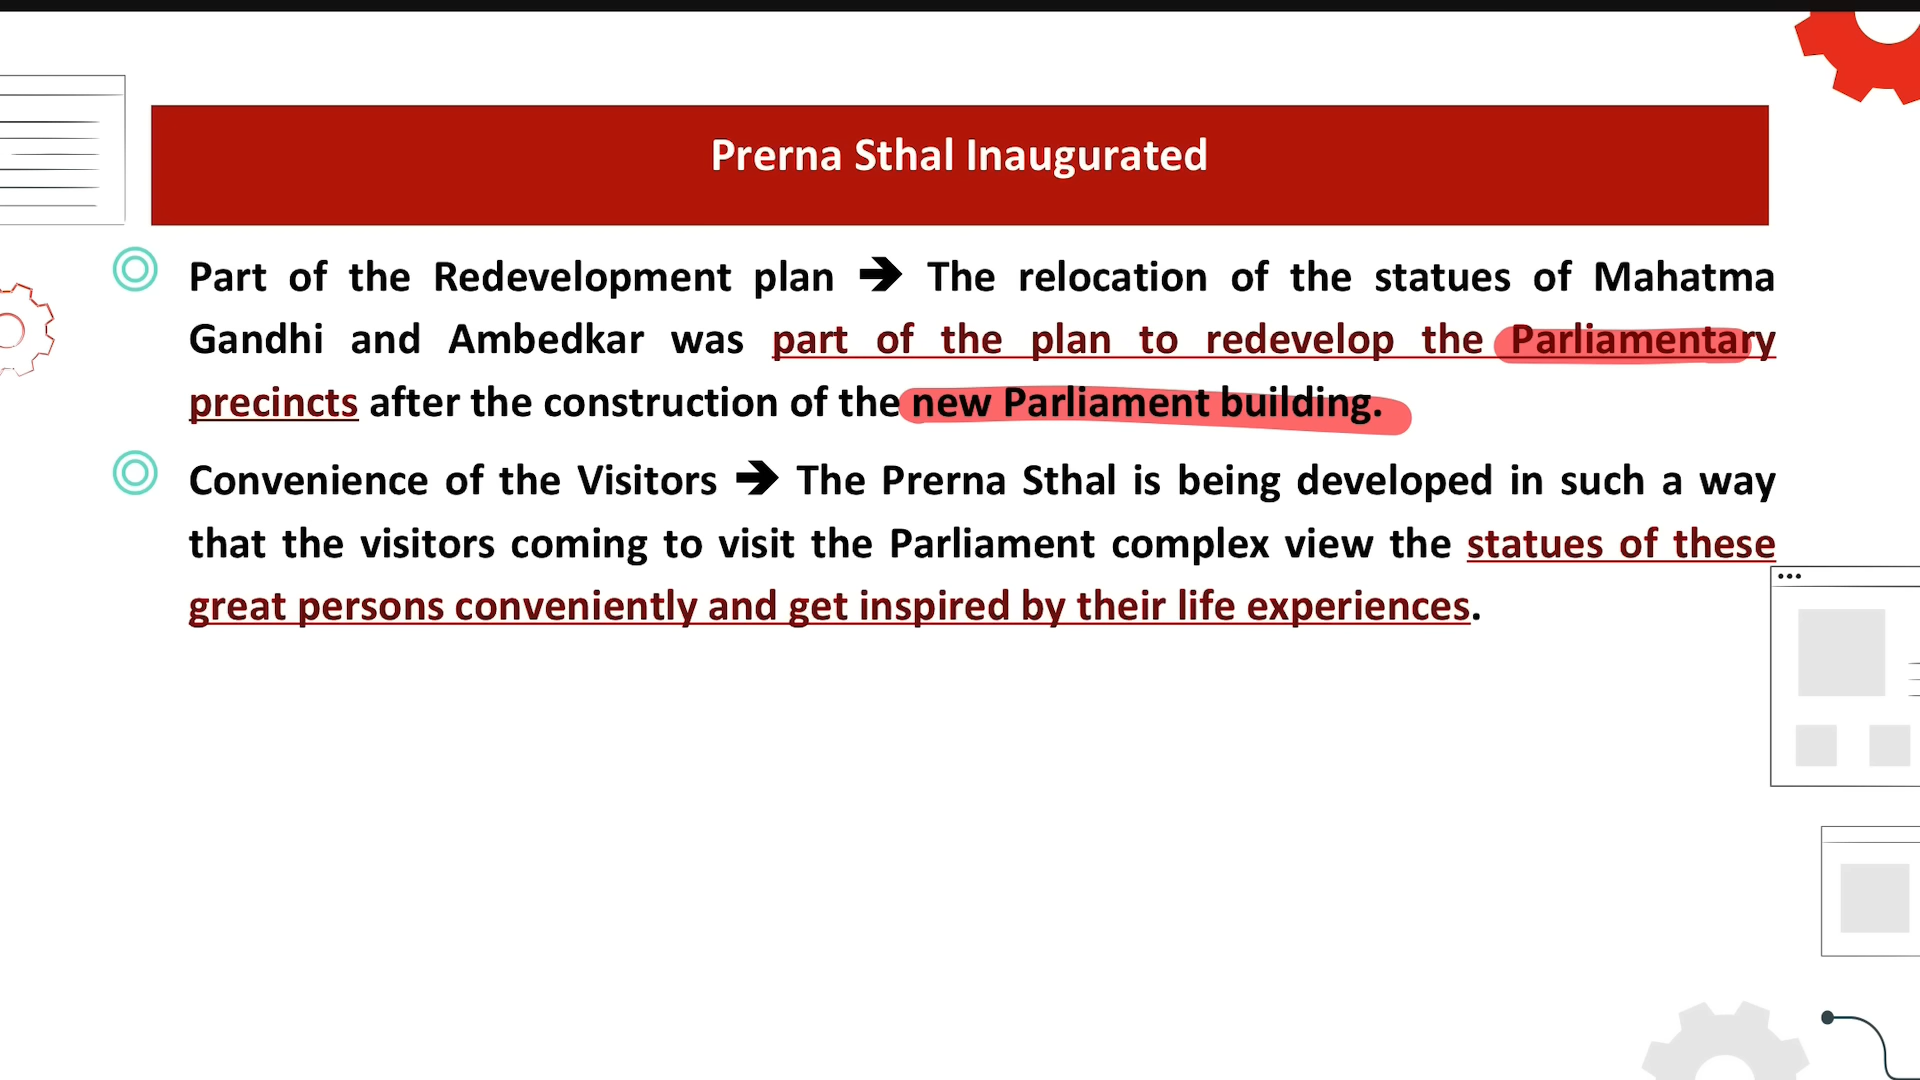 Prerna Sthal Inaugurated
Part of the Redevelopment plan ➔ The relocation of the statues of Mahatma
Gandhi and Ambedkar was part of the plan to redevelop the Parliamentary
precincts after the construction of the new Parliament building.
Convenience of the Visitors ➔ The Prerna Sthal is being developed in such a way
that the visitors coming to visit the Parliament complex view the statues of these
great persons conveniently and get inspired by their life experiences.